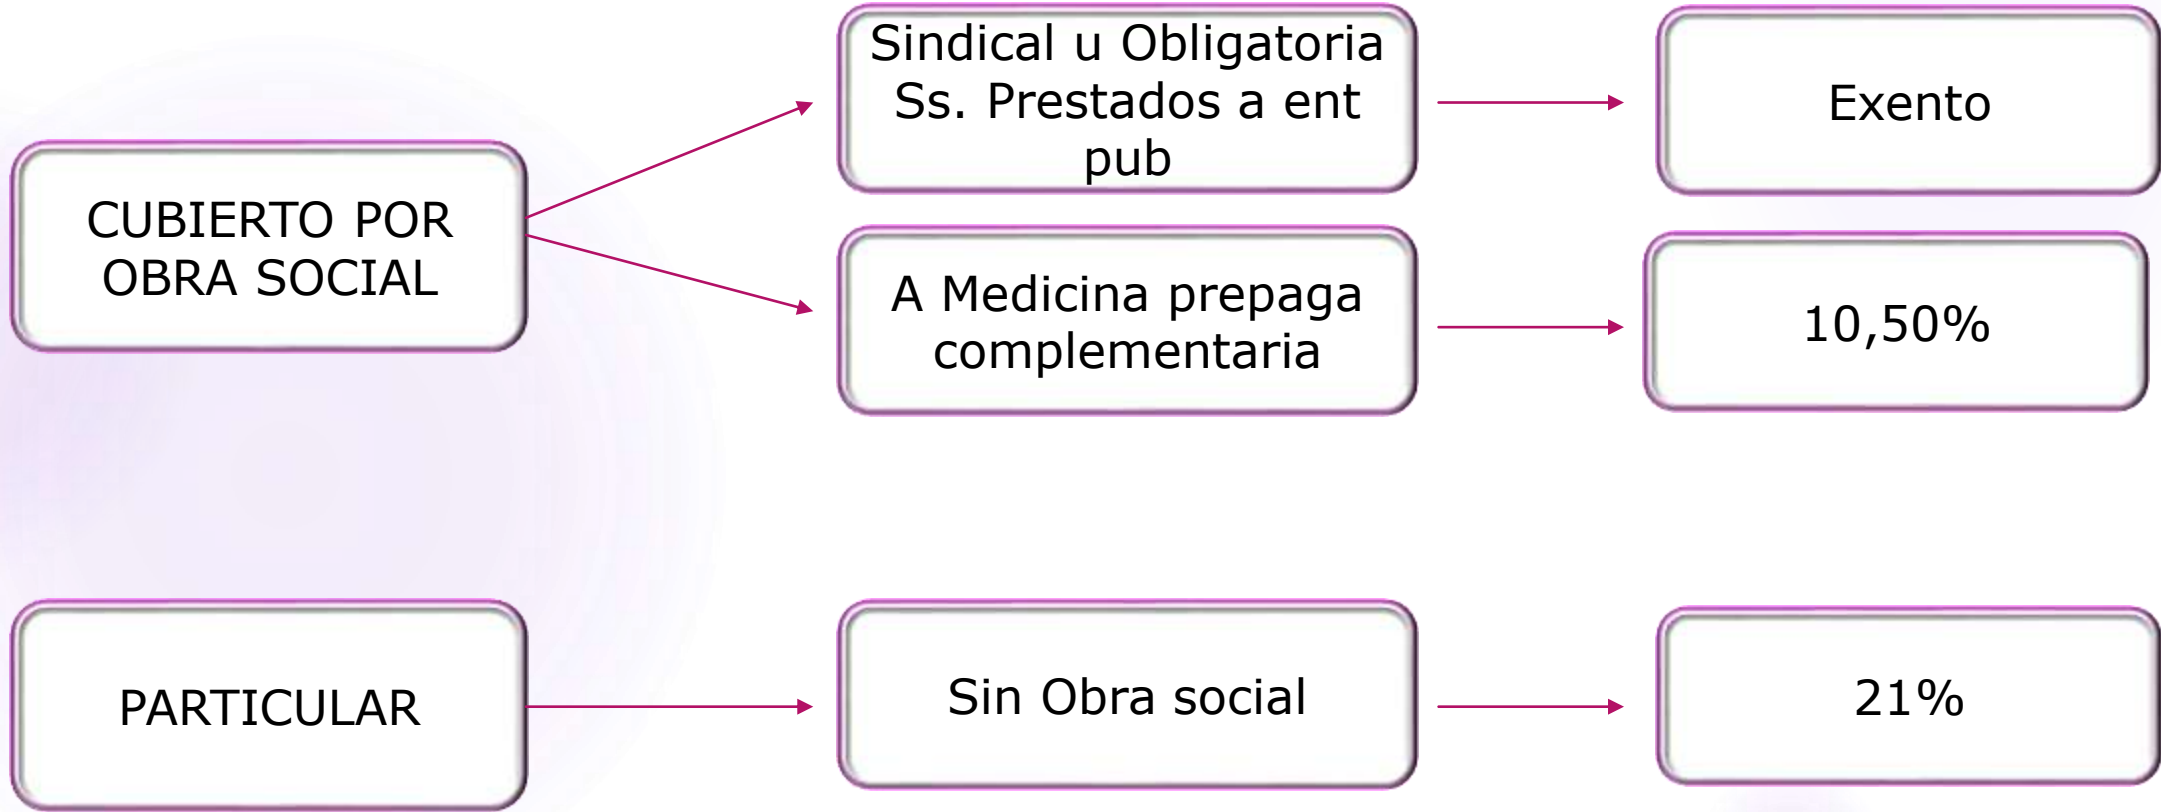 CUBIERTO POR
OBRA SOCIAL
Sindical u Obligatoria
Ss. Prestados a ent
pub
Exento
A Medicina prepaga
complementaria
10,50%
PARTICULAR
Sin Obra social
21%